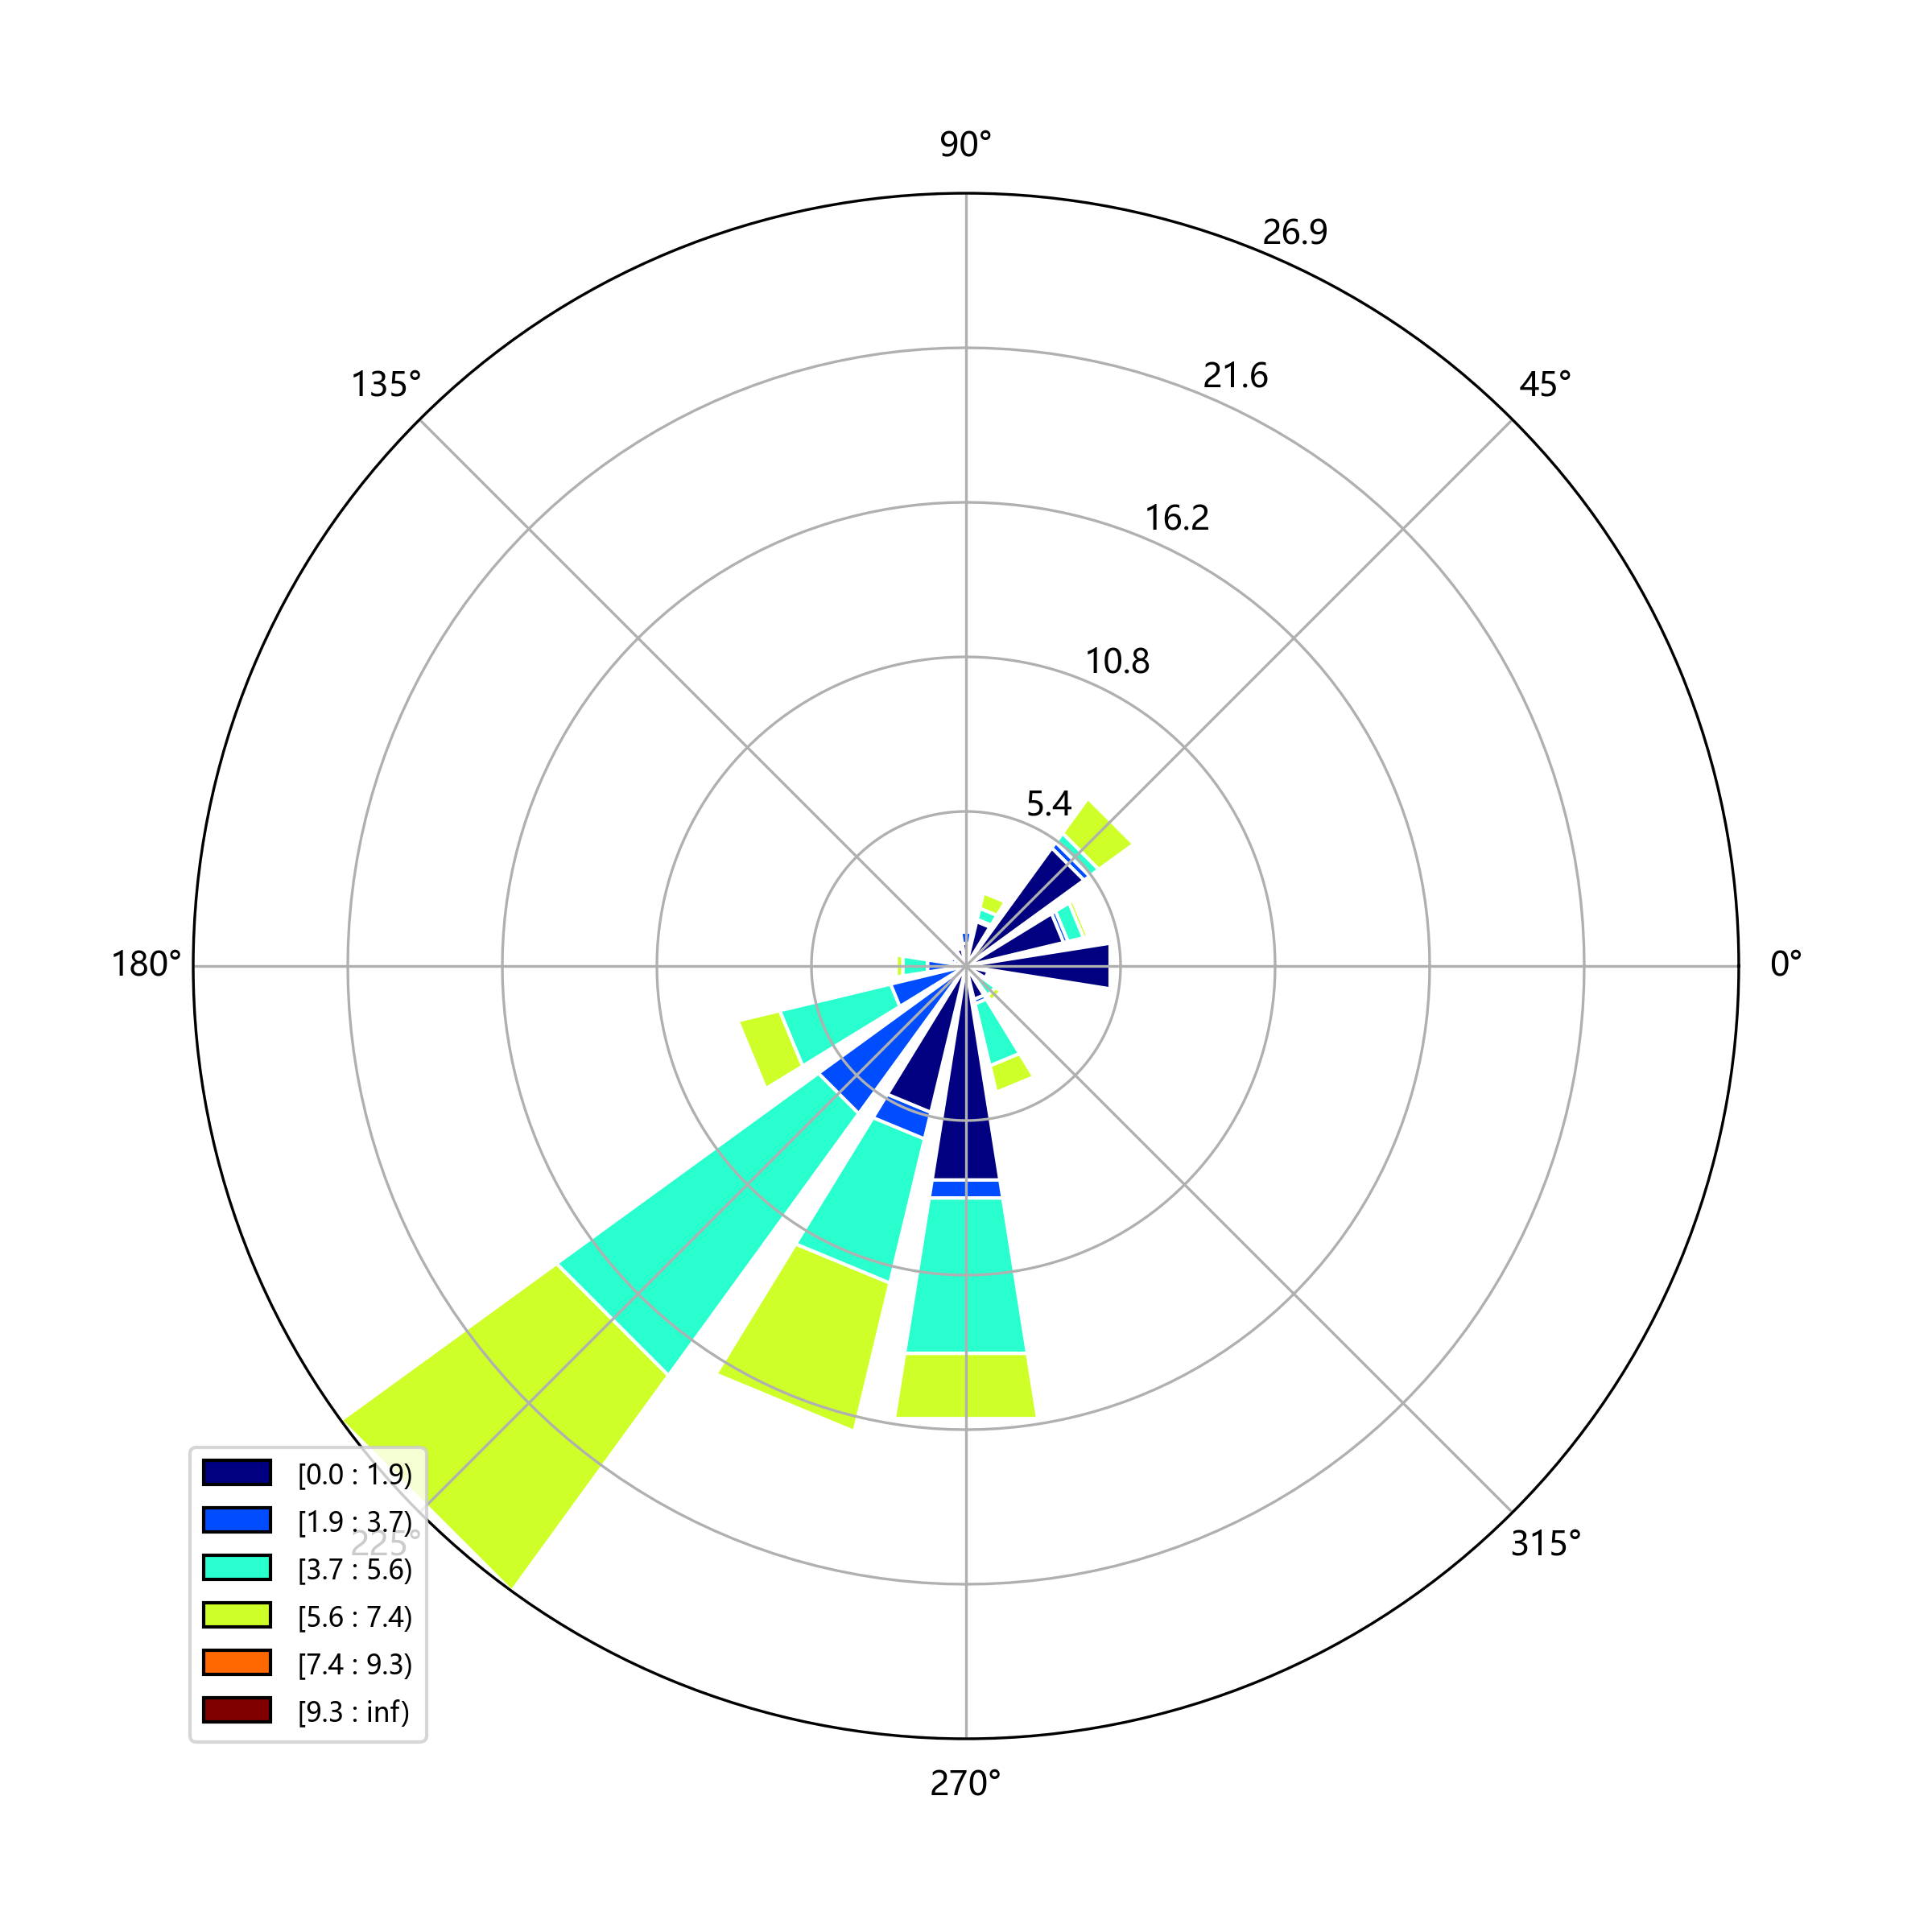 90°
26.9
135°
21.6
45°
16.2
10.8
5.4
180°
0°
[0.0 : 1.9)
[1.9 : 3.7)
225°
315°
[3.7 : 5.6)
[5.6 : 7.4)
[7.4 : 9.3)
[9.3 : inf)
270°